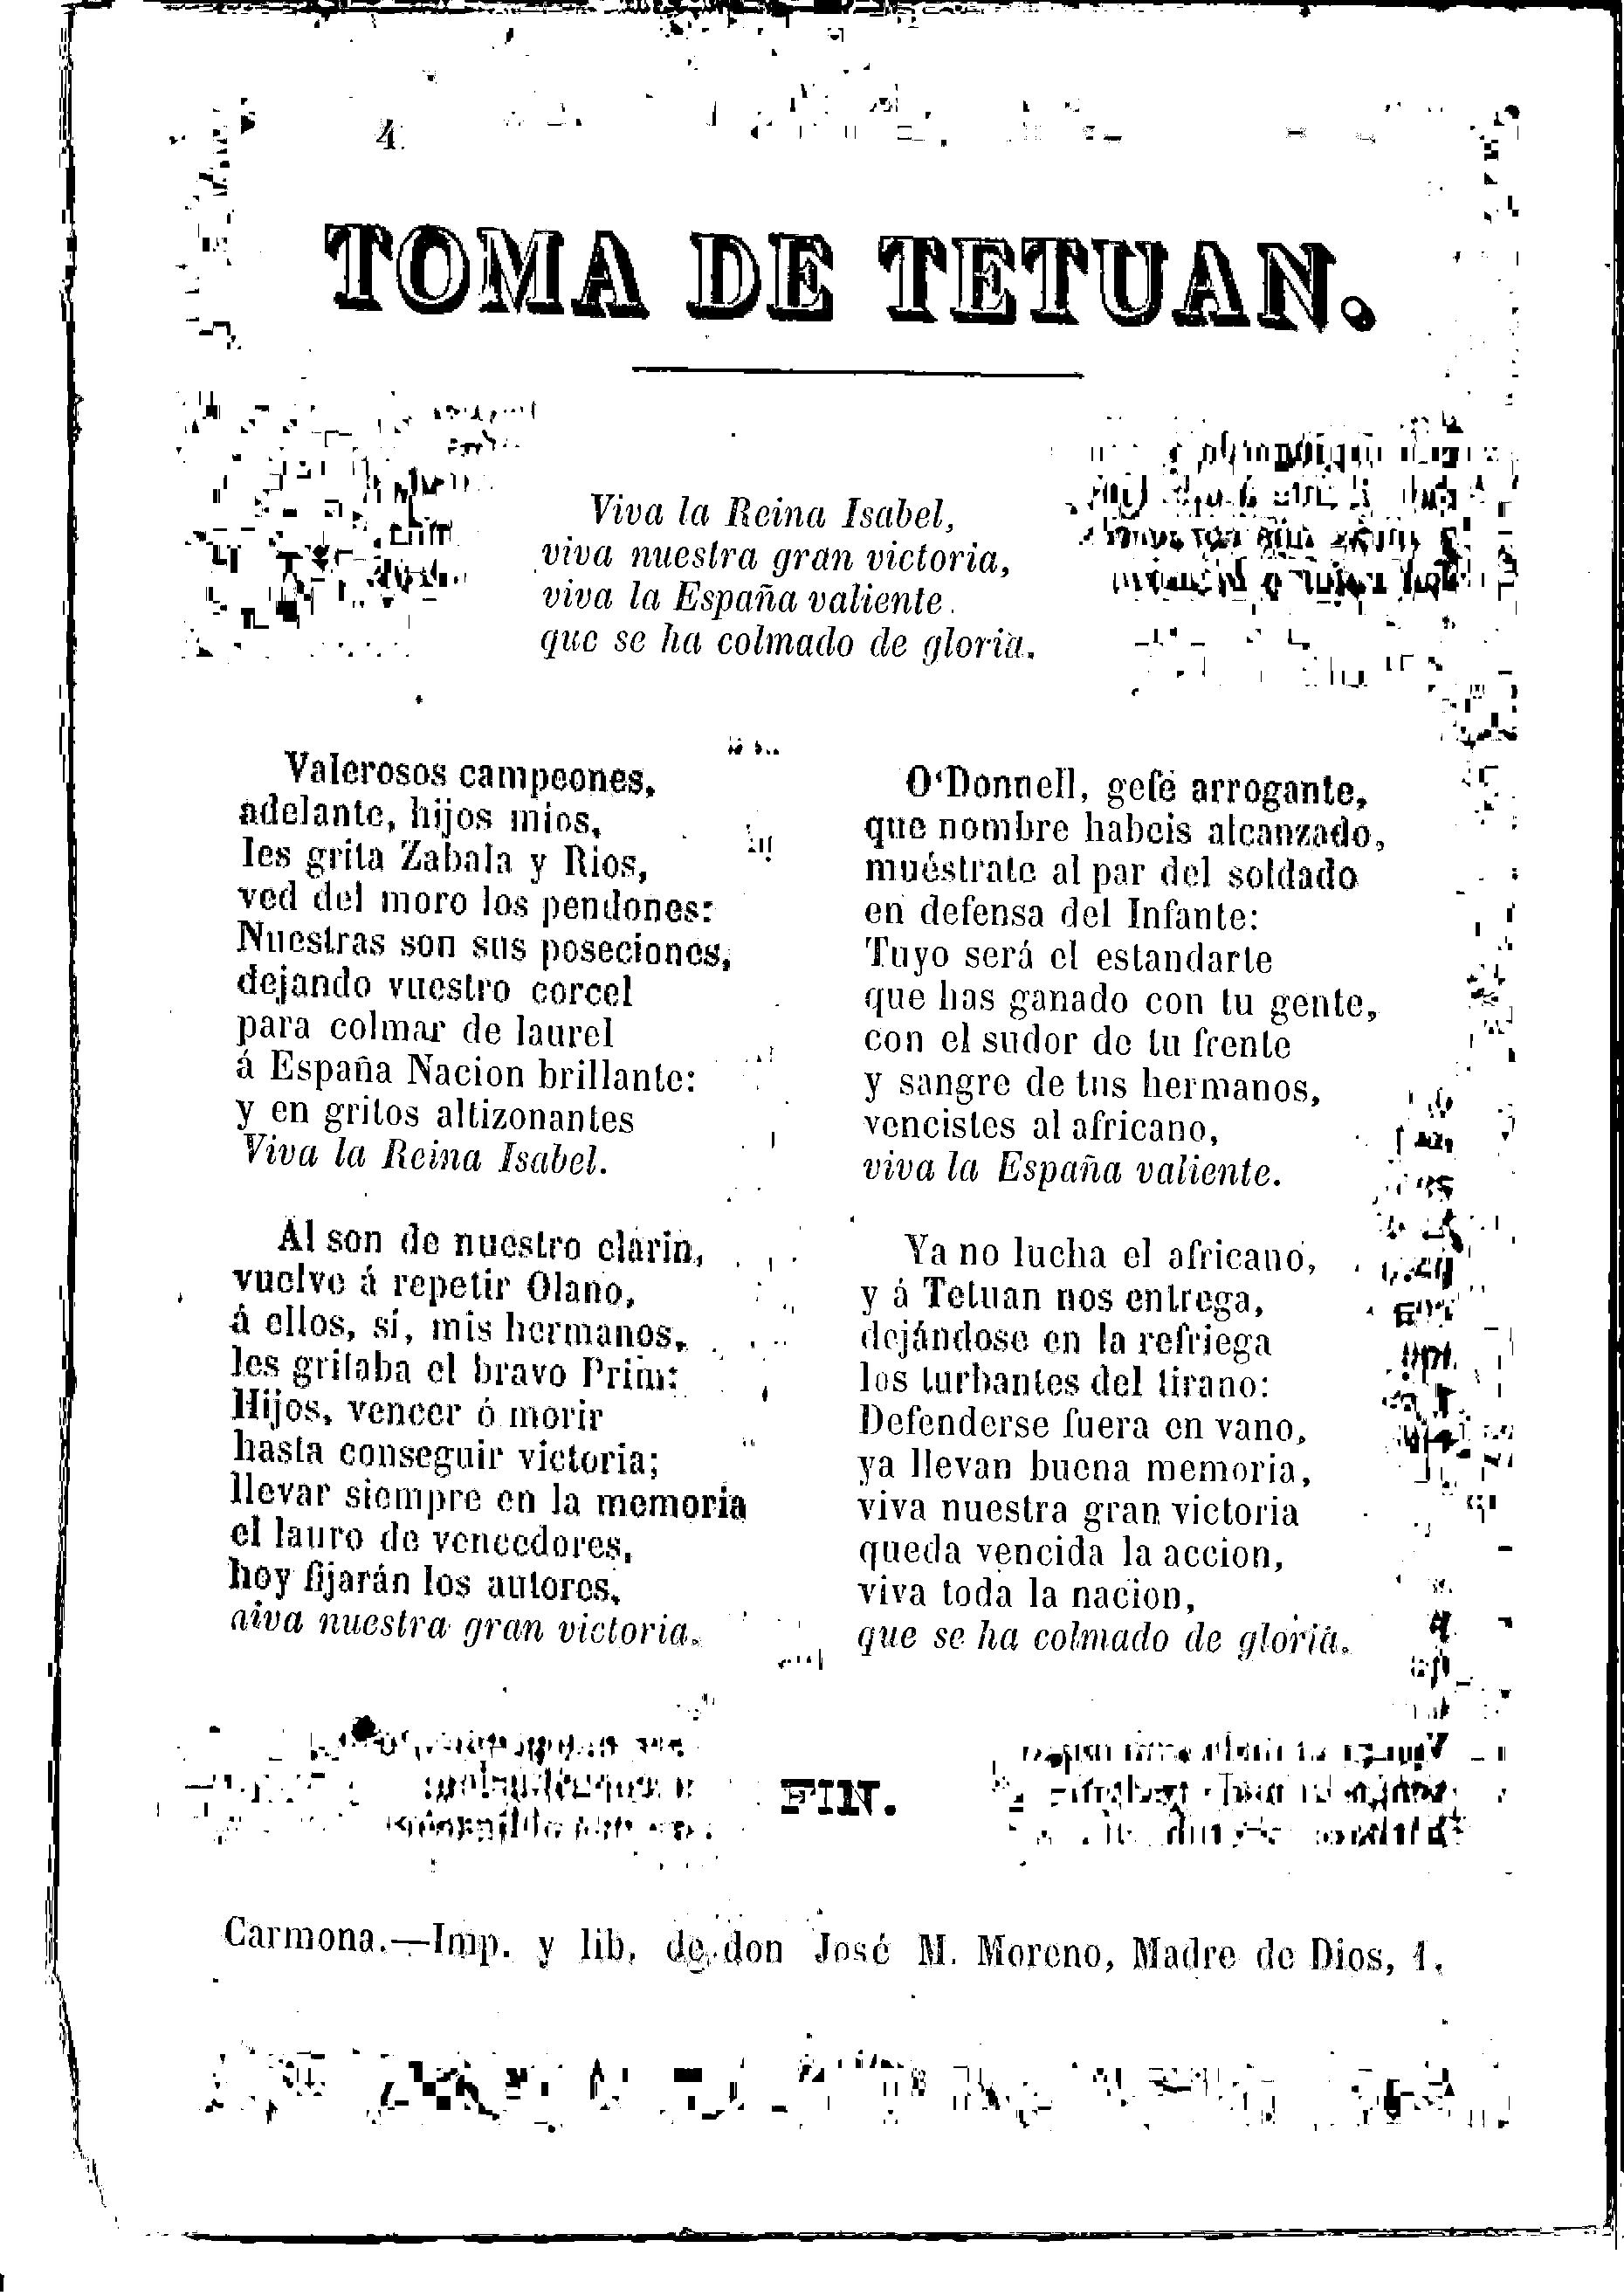 4
TOMA DE TETUAN.
Viva la Reina Isabel,
viva nuestra gran victoria,
viva la España valiente
que se ha colmado de gloria.
Valerosos campeones,
adelante, hijos mios,
les grita Zabala y Rios,
ved del moro los pendones:
Nuestras son sus poseciones,
dejando vuestro corcel
para colmar de laurel
á España Nacion brillante:
y en gritos altizonantes
Viva la Reina Isabel.
Al son de nuestro clarin,
vuelve á repetir Olano,
á ellos, sí, mis hermanos,
les gritaba el bravo Prim:
Hijos, vencer ó morir
hasta conseguir victoria;
llevar siempre en la memoria
el lauro de vencedores,
hoy fijarán los autores,
aiva nuestra gran victoria.
O'Donnell, gefe arrogante,
que nombre habeis alcanzado,
muéstrate al par del soldado
en defensa del Infante:
Tuyo será el estandarte
que has ganado con tu gente,
con el sudor de tu frente
y sangre de tus hermanos,
vencistes al africano,
viva la España valiente.
Ya no lucha el africano,
y á Tetuan nos entrega,
dejándose en la refriega
los turbantes del tirano:
Defenderse fuera en vano,
ya llevan buena memoria,
viva nuestra gran victoria
queda vencida la accion,
viva toda la nacion,
que se ha colmado de gloria.
FIN.
Carmona.—Imp. y lib. de don José M. Moreno, Madre de Dios, 1.